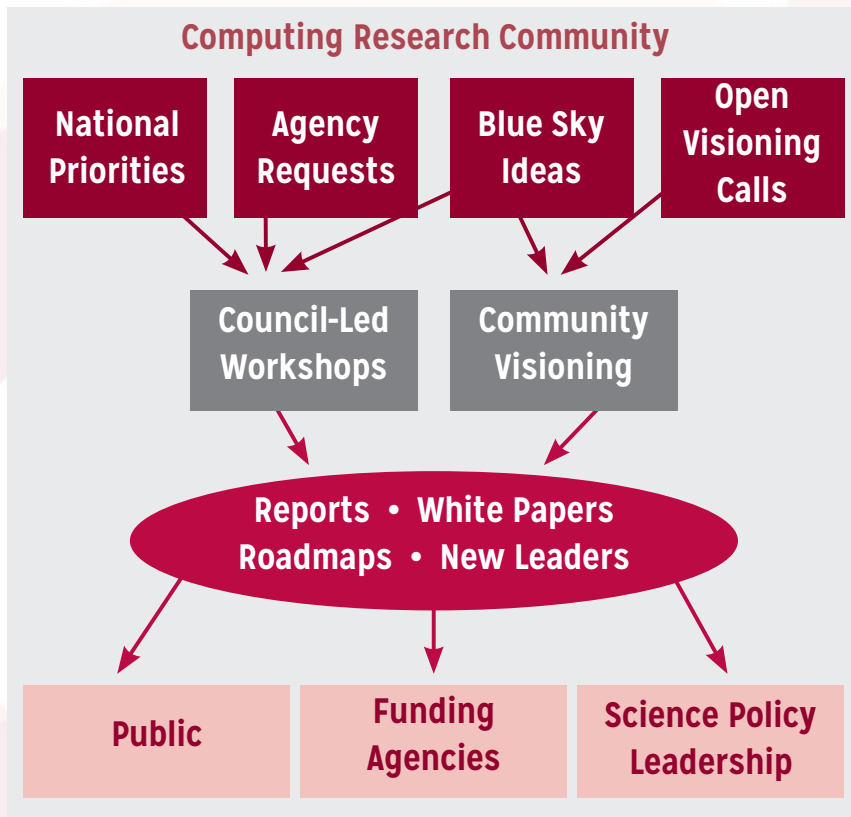 Computing Research Community
National
Priorities
Agency
Requests
Blue Sky
Ideas
Open
Visioning
Calls
Council-Led
Workshops
Community
Visioning
Reports • White Papers
Roadmaps • New Leaders
Public
Funding
Agencies
Science Policy
Leadership